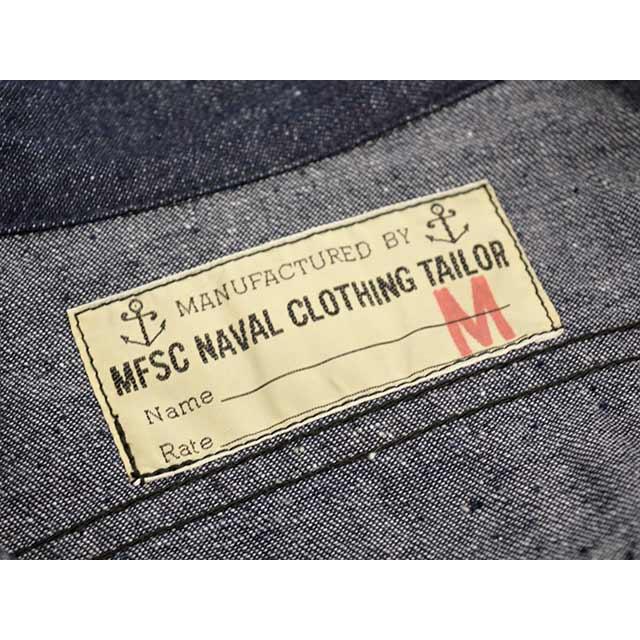 MANUFACTURED BY
MFSC NAVAL CLOTHING TAILOR
M
Name
Rate